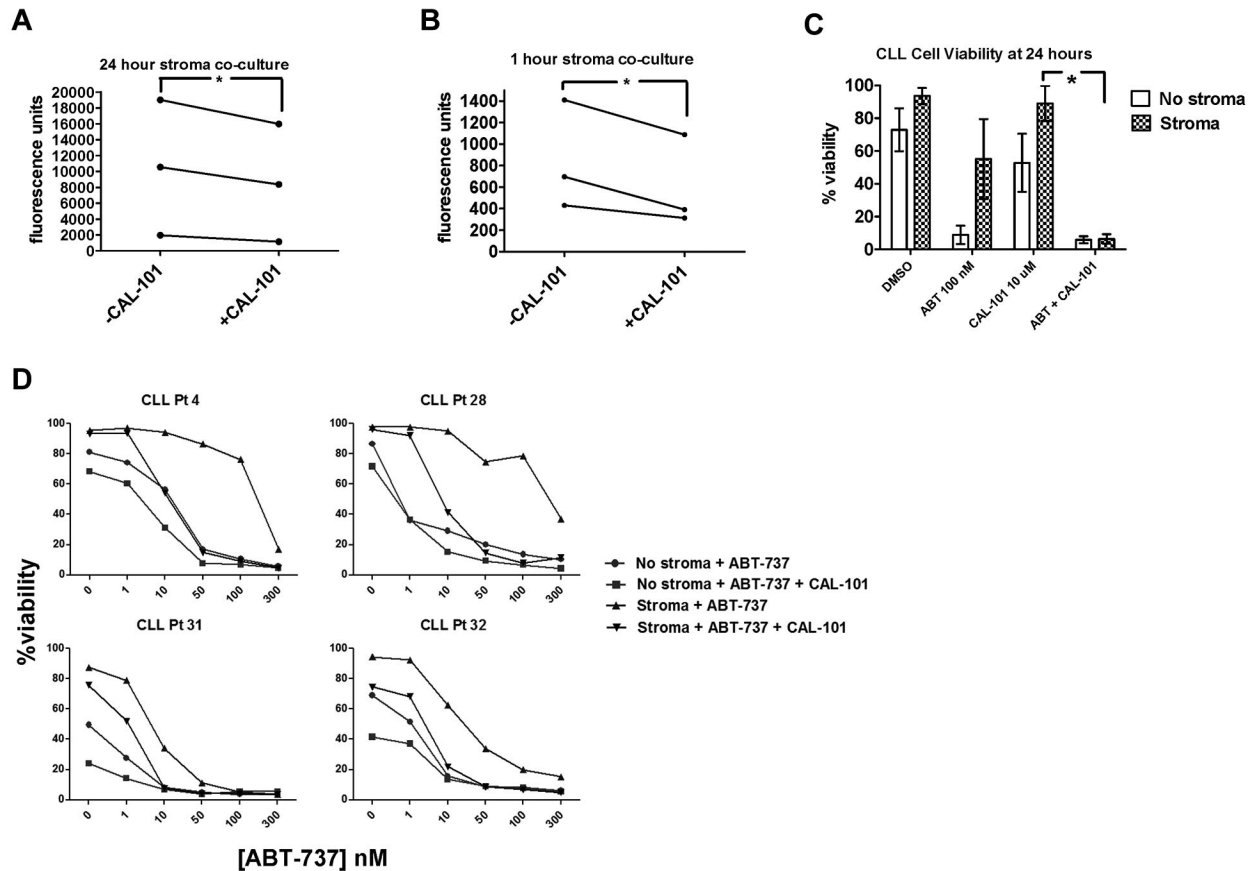 A
24 hour stroma co-culture
*
fluorescence units
20000
18000
16000
14000
12000
10000
8000
6000
4000
2000
0
-CAL-101
+CAL-101
B
1 hour stroma co-culture
*
fluorescence units
1400
1200
1000
800
600
400
200
0
-CAL-101
+CAL-101
C
CLL Cell Viability at 24 hours
*
% viability
100
80
60
40
20
0
DMSO
ABT 100 nM
CAL-101 10 uM
ABT + CAL-101
No stroma
Stroma
D
CLL Pt 4
100
80
60
40
20
0
0 1 10 50 100 300
CLL Pt 28
100
80
60
40
20
0
0 1 10 50 100 300
CLL Pt 31
100
80
60
40
20
0
0 1 10 50 100 300
CLL Pt 32
100
80
60
40
20
0
0 1 10 50 100 300
%viability
[ABT-737] nM
No stroma + ABT-737
No stroma + ABT-737 + CAL-101
Stroma + ABT-737
Stroma + ABT-737 + CAL-101